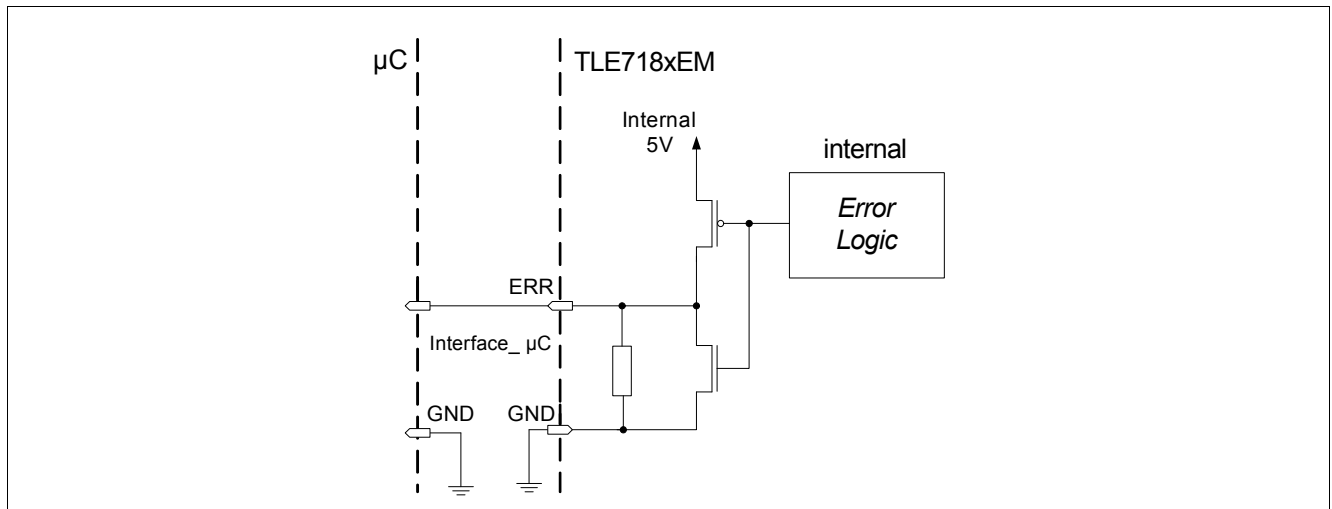 µC
TLE718xEM
Internal
5V
internal
Error
Logic
ERR
Interface_ µC
GND
GND